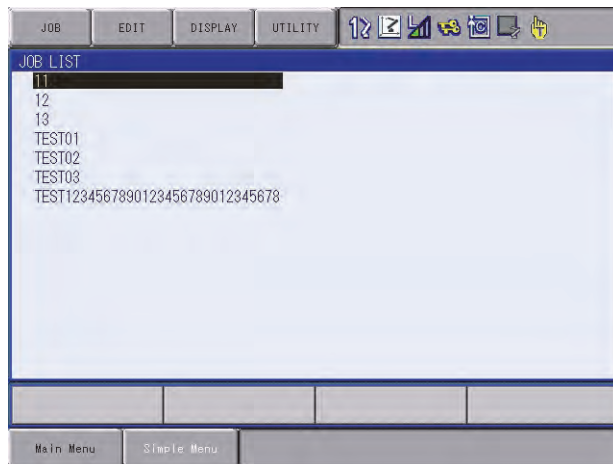 JOB EDIT DISPLAY UTILITY
JOB LIST
11
12
13
TEST01
TEST02
TEST03
TEST1234567890123456789012345678
Main Menu Simple Menu